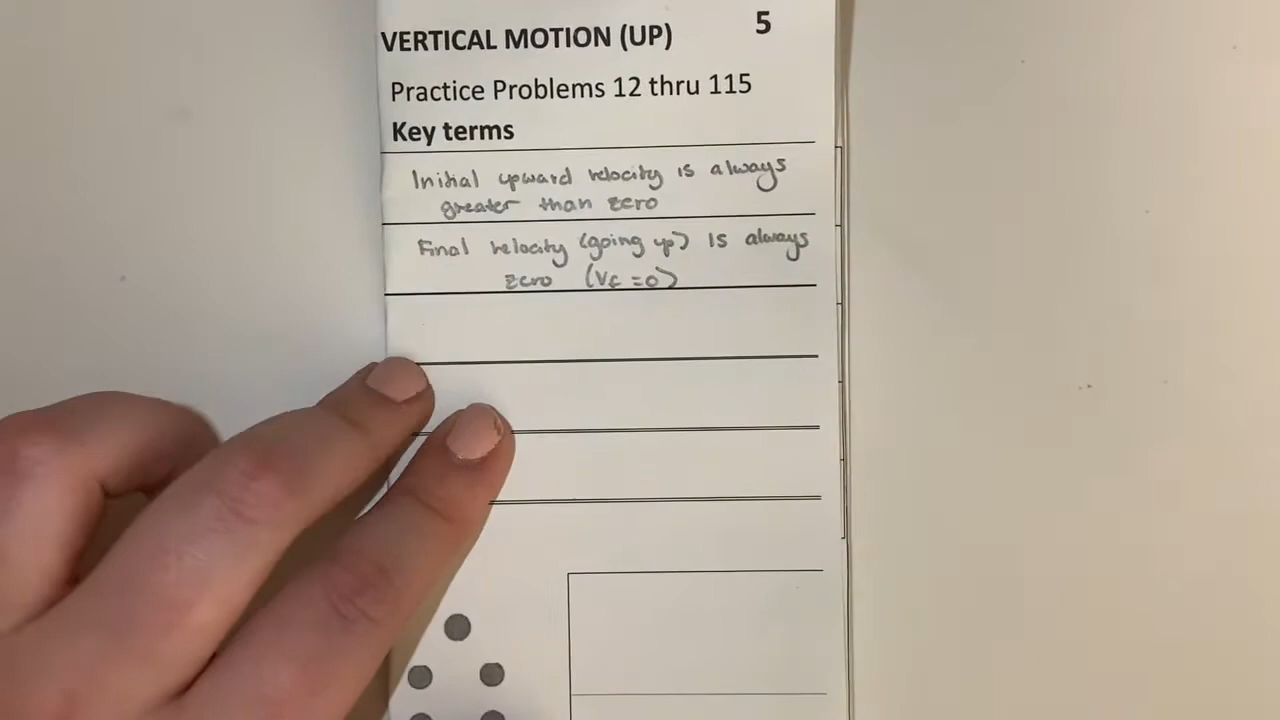 VERTICAL MOTION (UP) 5
Practice Problems 12 thru 115
Key terms
Initial upward velocity is always
greater than zero
Final velocity (going up) is always
zero (Vf =0)